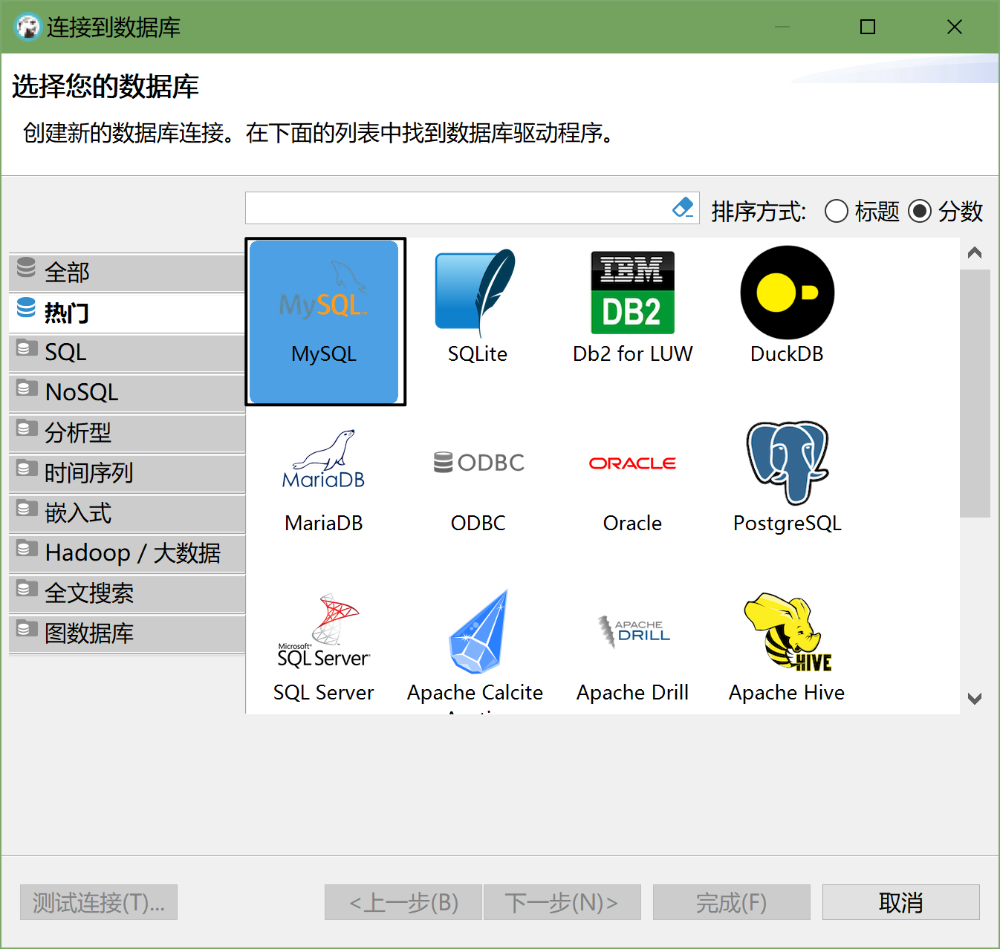 连接到数据库
选择您的数据库
创建新的数据库连接。在下面的列表中找到数据库驱动程序。
排序方式: 标题 分数
全部
热门
SQL
NoSQL
分析型
时间序列
嵌入式
Hadoop / 大数据
全文搜索
图数据库
MySQL™
MySQL
SQLite
IBM
DB2
Db2 for LUW
DuckDB
MariaDB
MariaDB
ODBC
ODBC
ORACLE
Oracle
PostgreSQL
Microsoft®
SQL Server®
SQL Server
Apache Calcite
APACHE
DRILL
Apache Drill
HIVE
Apache Hive
测试连接(T)...
<上一步(B)
下一步(N)>
完成(F)
取消